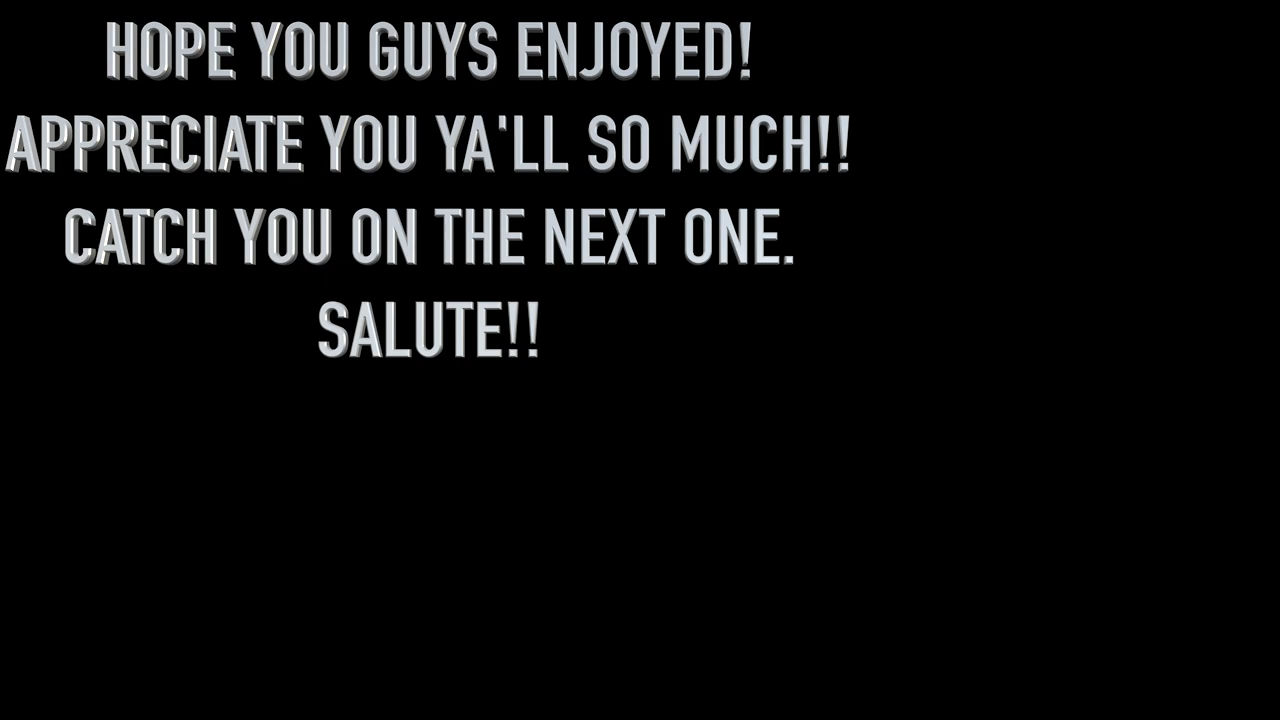 HOPE YOU GUYS ENJOYED!
APPRECIATE YOU YA'LL SO MUCH!!
CATCH YOU ON THE NEXT ONE.
SALUTE!!